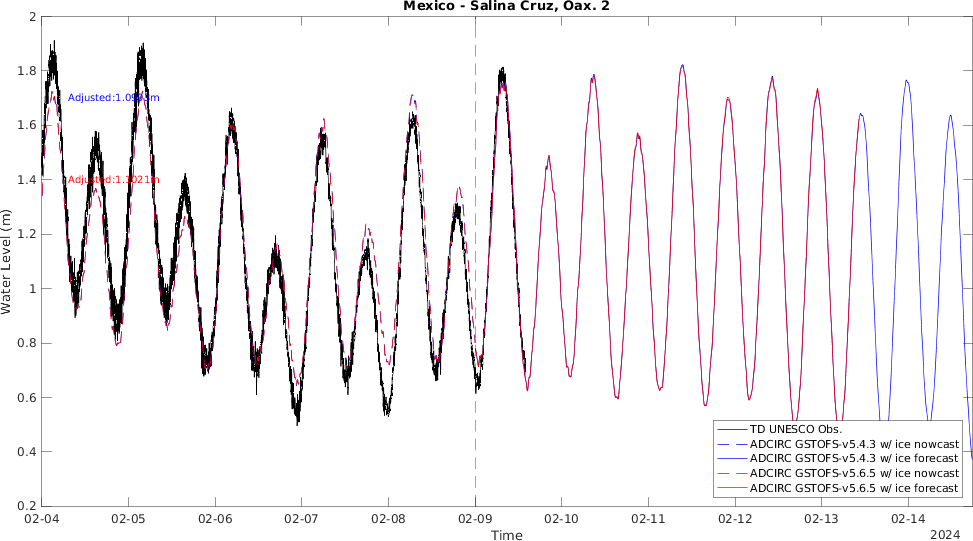 Mexico - Salina Cruz, Oax. 2
2
1.8
1.6
1.4
1.2
1
0.8
0.6
0.4
0.2
Water Level (m)
Adjusted:1.1021m
TD UNESCO Obs.
ADCIRC GSTOFS-v5.4.3 w/ ice nowcast
ADCIRC GSTOFS-v5.4.3 w/ ice forecast
ADCIRC GSTOFS-v5.6.5 w/ ice nowcast
ADCIRC GSTOFS-v5.6.5 w/ ice forecast
02-04 02-05 02-06 02-07 02-08 02-09 02-10 02-11 02-12 02-13 02-14
Time
2024